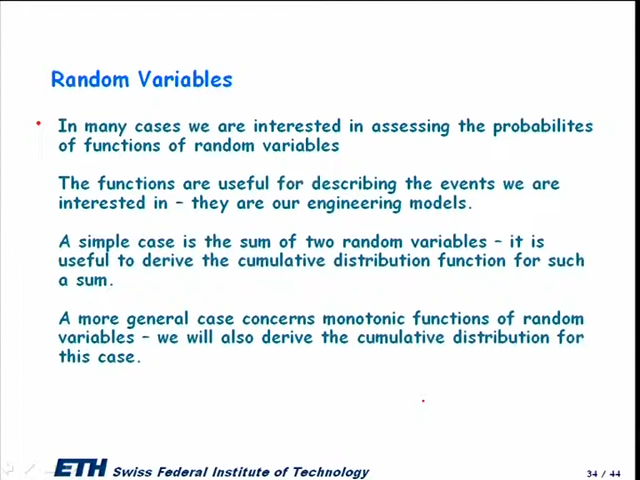 Random Variables
• In many cases we are interested in assessing the probabilites
of functions of random variables
The functions are useful for describing the events we are
interested in – they are our engineering models.
A simple case is the sum of two random variables – it is
useful to derive the cumulative distribution function for such
a sum.
A more general case concerns monotonic functions of random
variables – we will also derive the cumulative distribution for
this case.
ETH Swiss Federal Institute of Technology
34 / 44